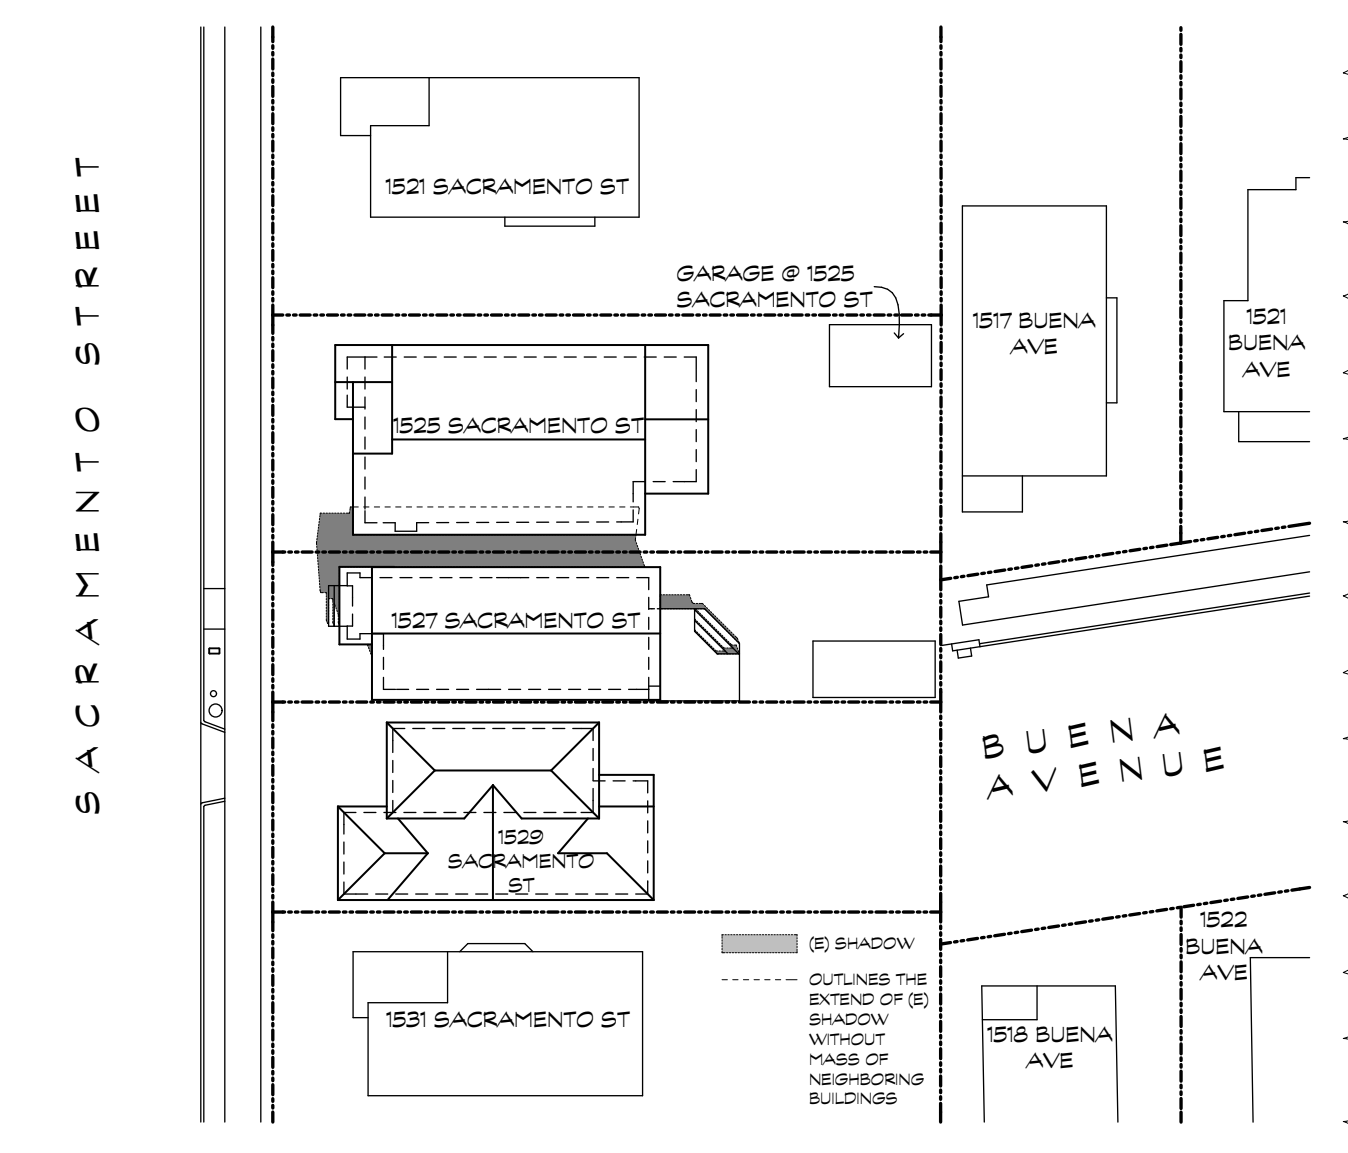 SACRAMENTO STREET
1521 SACRAMENTO ST
GARAGE @ 1525
SACRAMENTO ST
1517 BUENA
AVE
1521
BUENA
AVE
1525 SACRAMENTO ST
1527 SACRAMENTO ST
BUENA
AVENUE
1529
SACRAMENTO
ST
(E) SHADOW
OUTLINES THE
EXTEND OF (E)
SHADOW
WITHOUT
MASS OF
NEIGHBORING
BUILDINGS
1531 SACRAMENTO ST
1522
BUENA
AVE
1518 BUENA
AVE